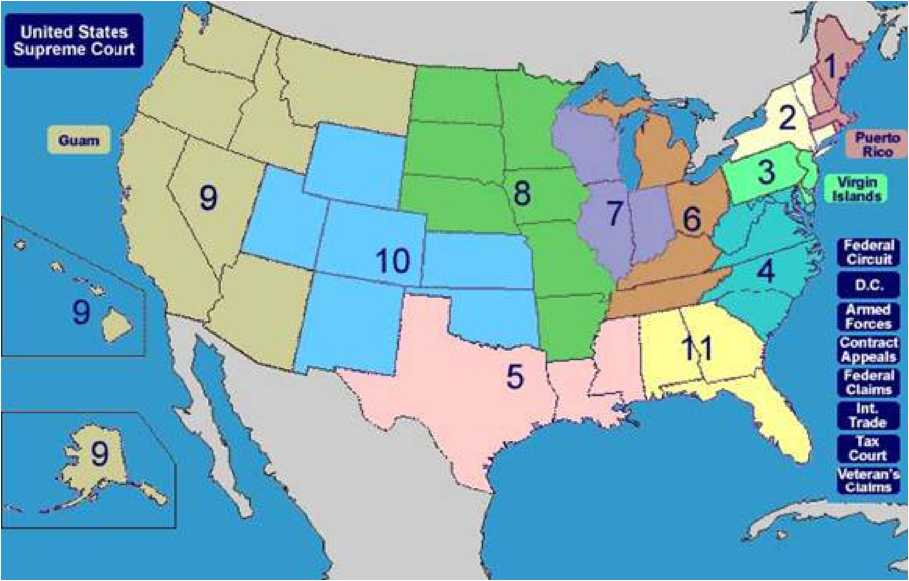 United States
Supreme Court
Guam
9
9
9
10
8
7
6
5
11
4
3
2
1
Puerto
Rico
Virgin
Islands
Federal
Circuit
D.C.
Armed
Forces
Contract
Appeals
Federal
Claims
Int.
Trade
Tax
Court
Veteran's
Claims